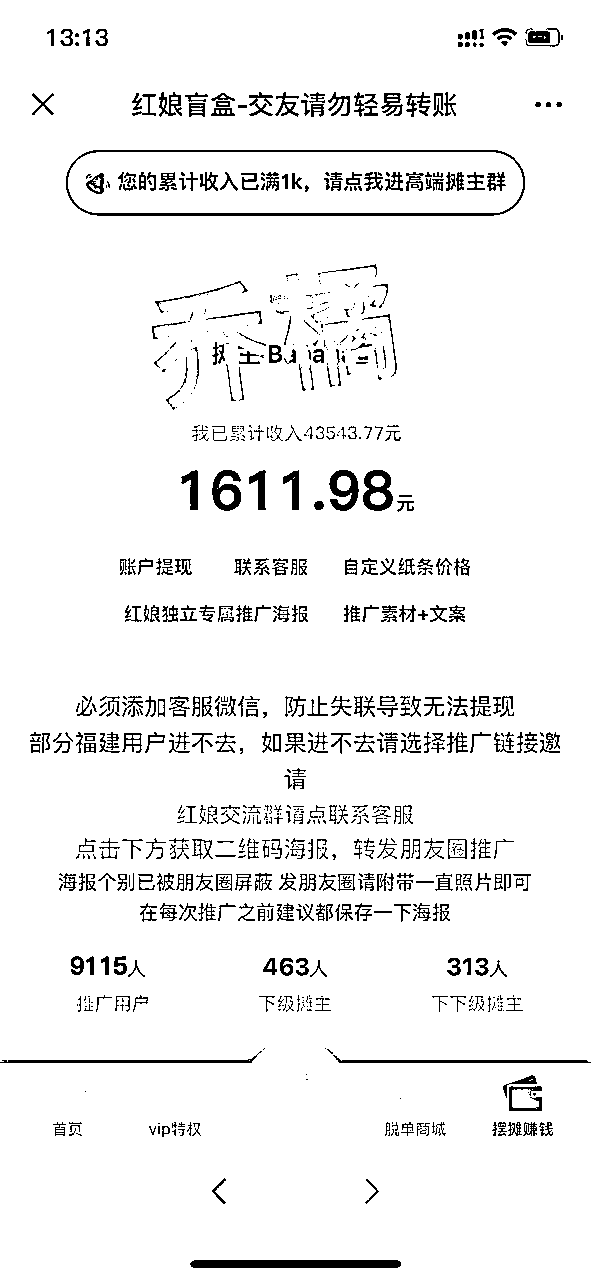 13:13
红娘盲盒-交友请勿轻易转账
您的累计收入已满1k，请点我进高端摊主群
乔橘
摊主
我已累计收入43543.77元
1611.98元
账户提现 联系客服 自定义纸条价格
红娘独立专属推广海报 推广素材+文案
必须添加客服微信，防止失联导致无法提现
部分福建用户进不去，如果进不去请选择推广链接邀
请
红娘交流群请点联系客服
点击下方获取二维码海报，转发朋友圈推广
海报个别已被朋友圈屏蔽 发朋友圈请附带一直照片即可
在每次推广之前建议都保存一下海报
9115人 463人 313人
推广用户 下级摊主 下下级摊主
首页 vip特权 脱单商城 摆摊赚钱